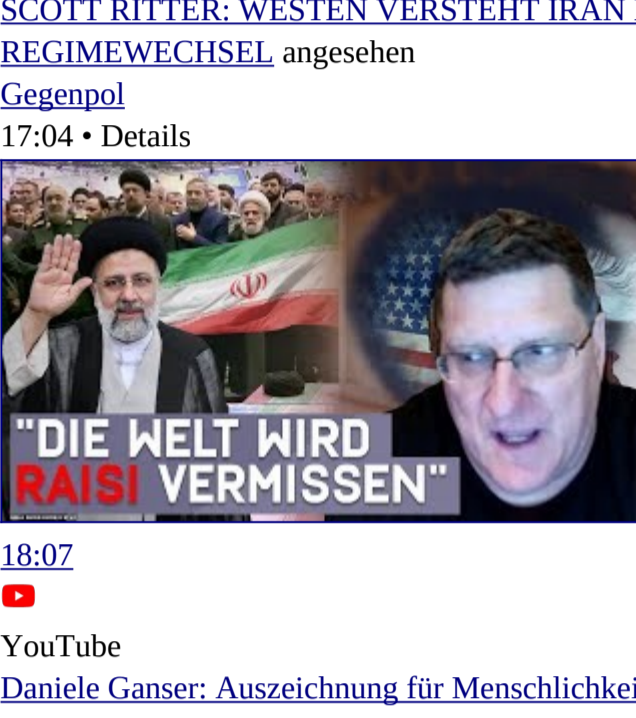 SCOTT RITTER: WESTEN VERSTEHT IRAN
REGIMEWECHSEL angesehen
Gegenpol
17:04 • Details
"DIE WELT WIRD
RAISI VERMISSEN"
18:07
YouTube
Daniele Ganser: Auszeichnung für Menschlichkei